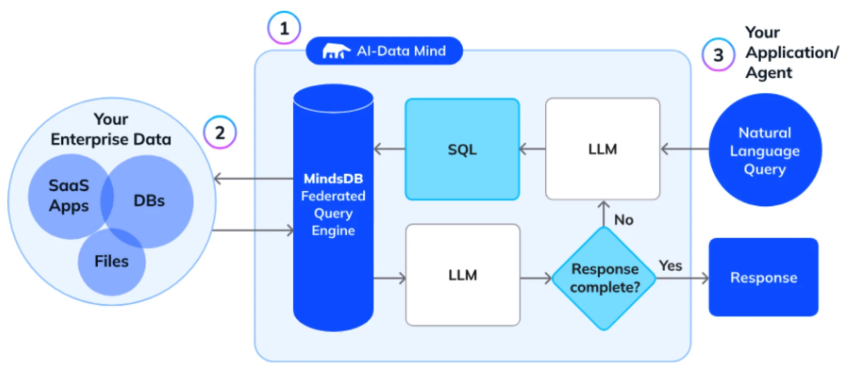 1
AI-Data Mind
3
Your
Application/
Agent
Your
Enterprise Data
2
SaaS
Apps
DBs
Files
MindsDB
Federated
Query
Engine
SQL
LLM
Natural
Language
Query
No
LLM
Response
complete?
Yes
Response